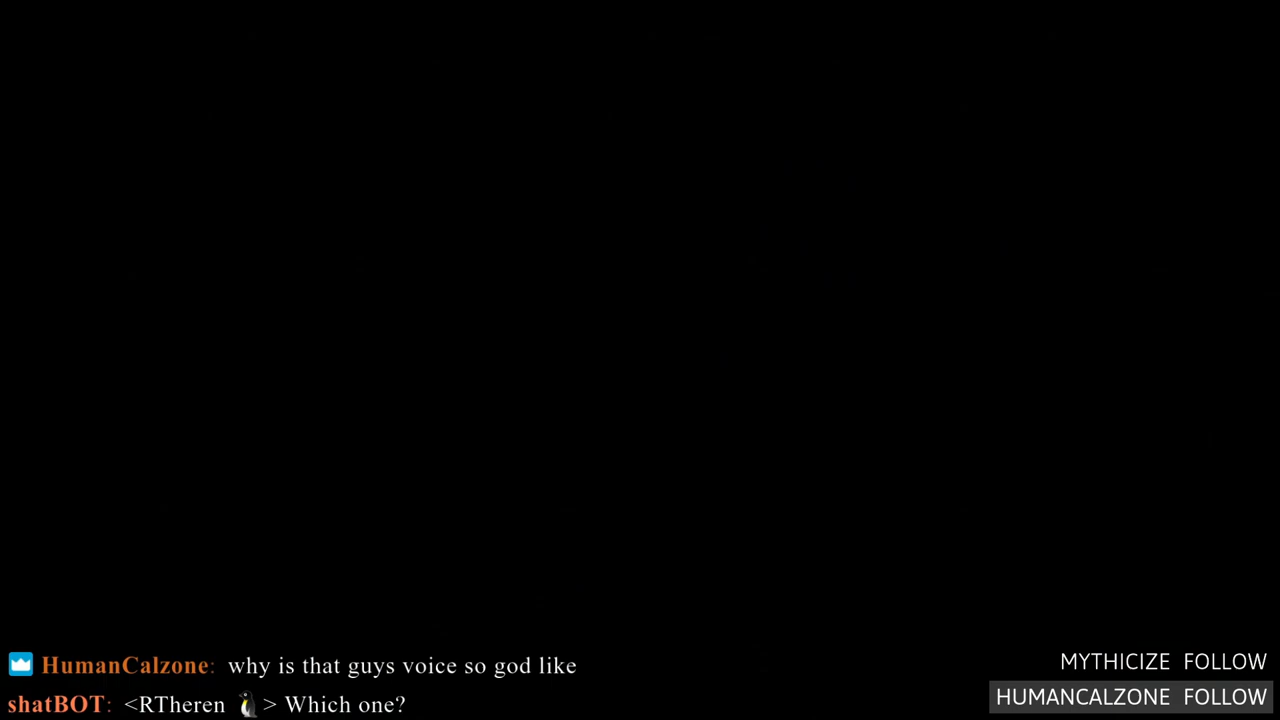 HumanCalzone: why is that guys voice so god like
shatBOT: <RTheren 🐧 > Which one?
MYTHICIZE FOLLOW
HUMANCALZONE FOLLOW